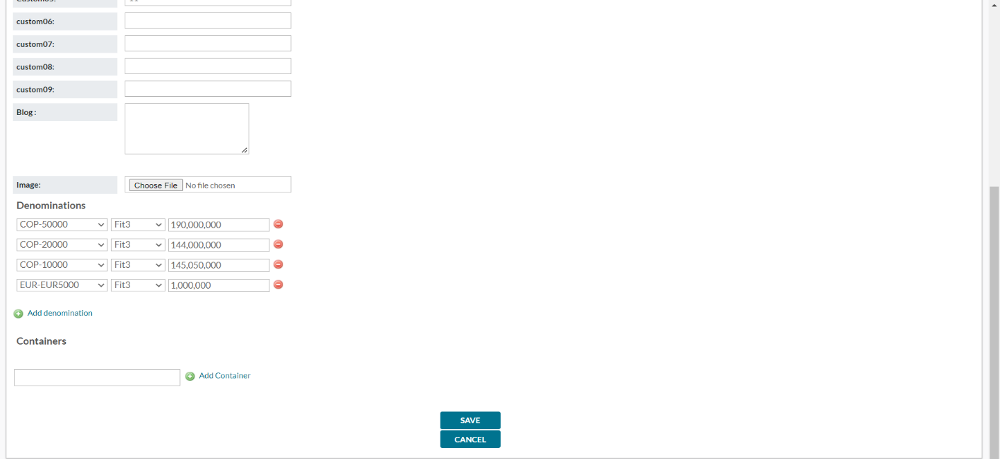 custom06:
custom07:
custom08:
custom09:
Blog :
Image: Choose File No file chosen
Denominations
COP-50000 Fit3 190,000,000
COP-20000 Fit3 144,000,000
COP-10000 Fit3 145,050,000
EUR-EUR5000 Fit3 1,000,000
Add denomination
Containers
Add Container
SAVE
CANCEL